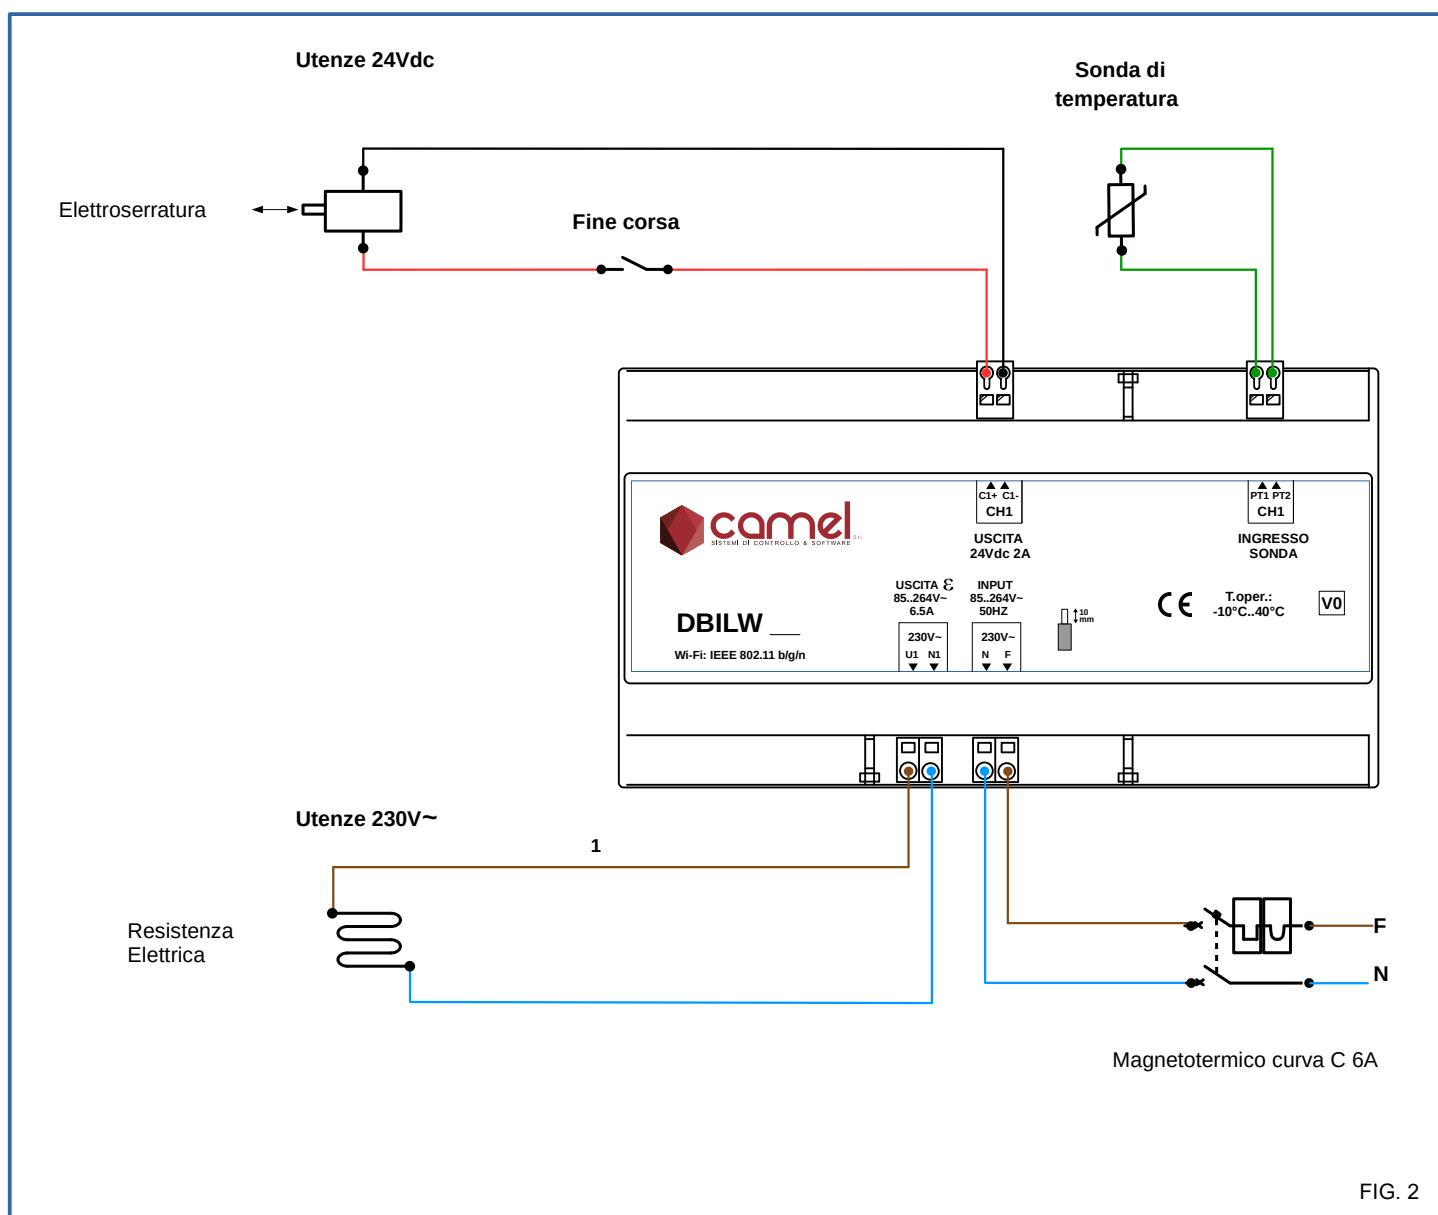 Utenze 24Vdc
Sonda di
temperatura
Elettroserratura
Fine corsa
C1+ C1-
CH1
USCITA
24Vdc 2A
PT1 PT2
CH1
INGRESSO
SONDA
camel S.r.l.
SISTEMI DI CONTROLLO & SOFTWARE
USCITA ε
85..264V~
6.5A
230V~
U1 N1
INPUT
85..264V~
50HZ
230V~
N F
10
mm
T.oper.:
-10°C..40°C
V0
CE
DBILW __
Wi-Fi: IEEE 802.11 b/g/n
Utenze 230V~
1
Resistenza
Elettrica
F
N
Magnetotermico curva C 6A
FIG. 2